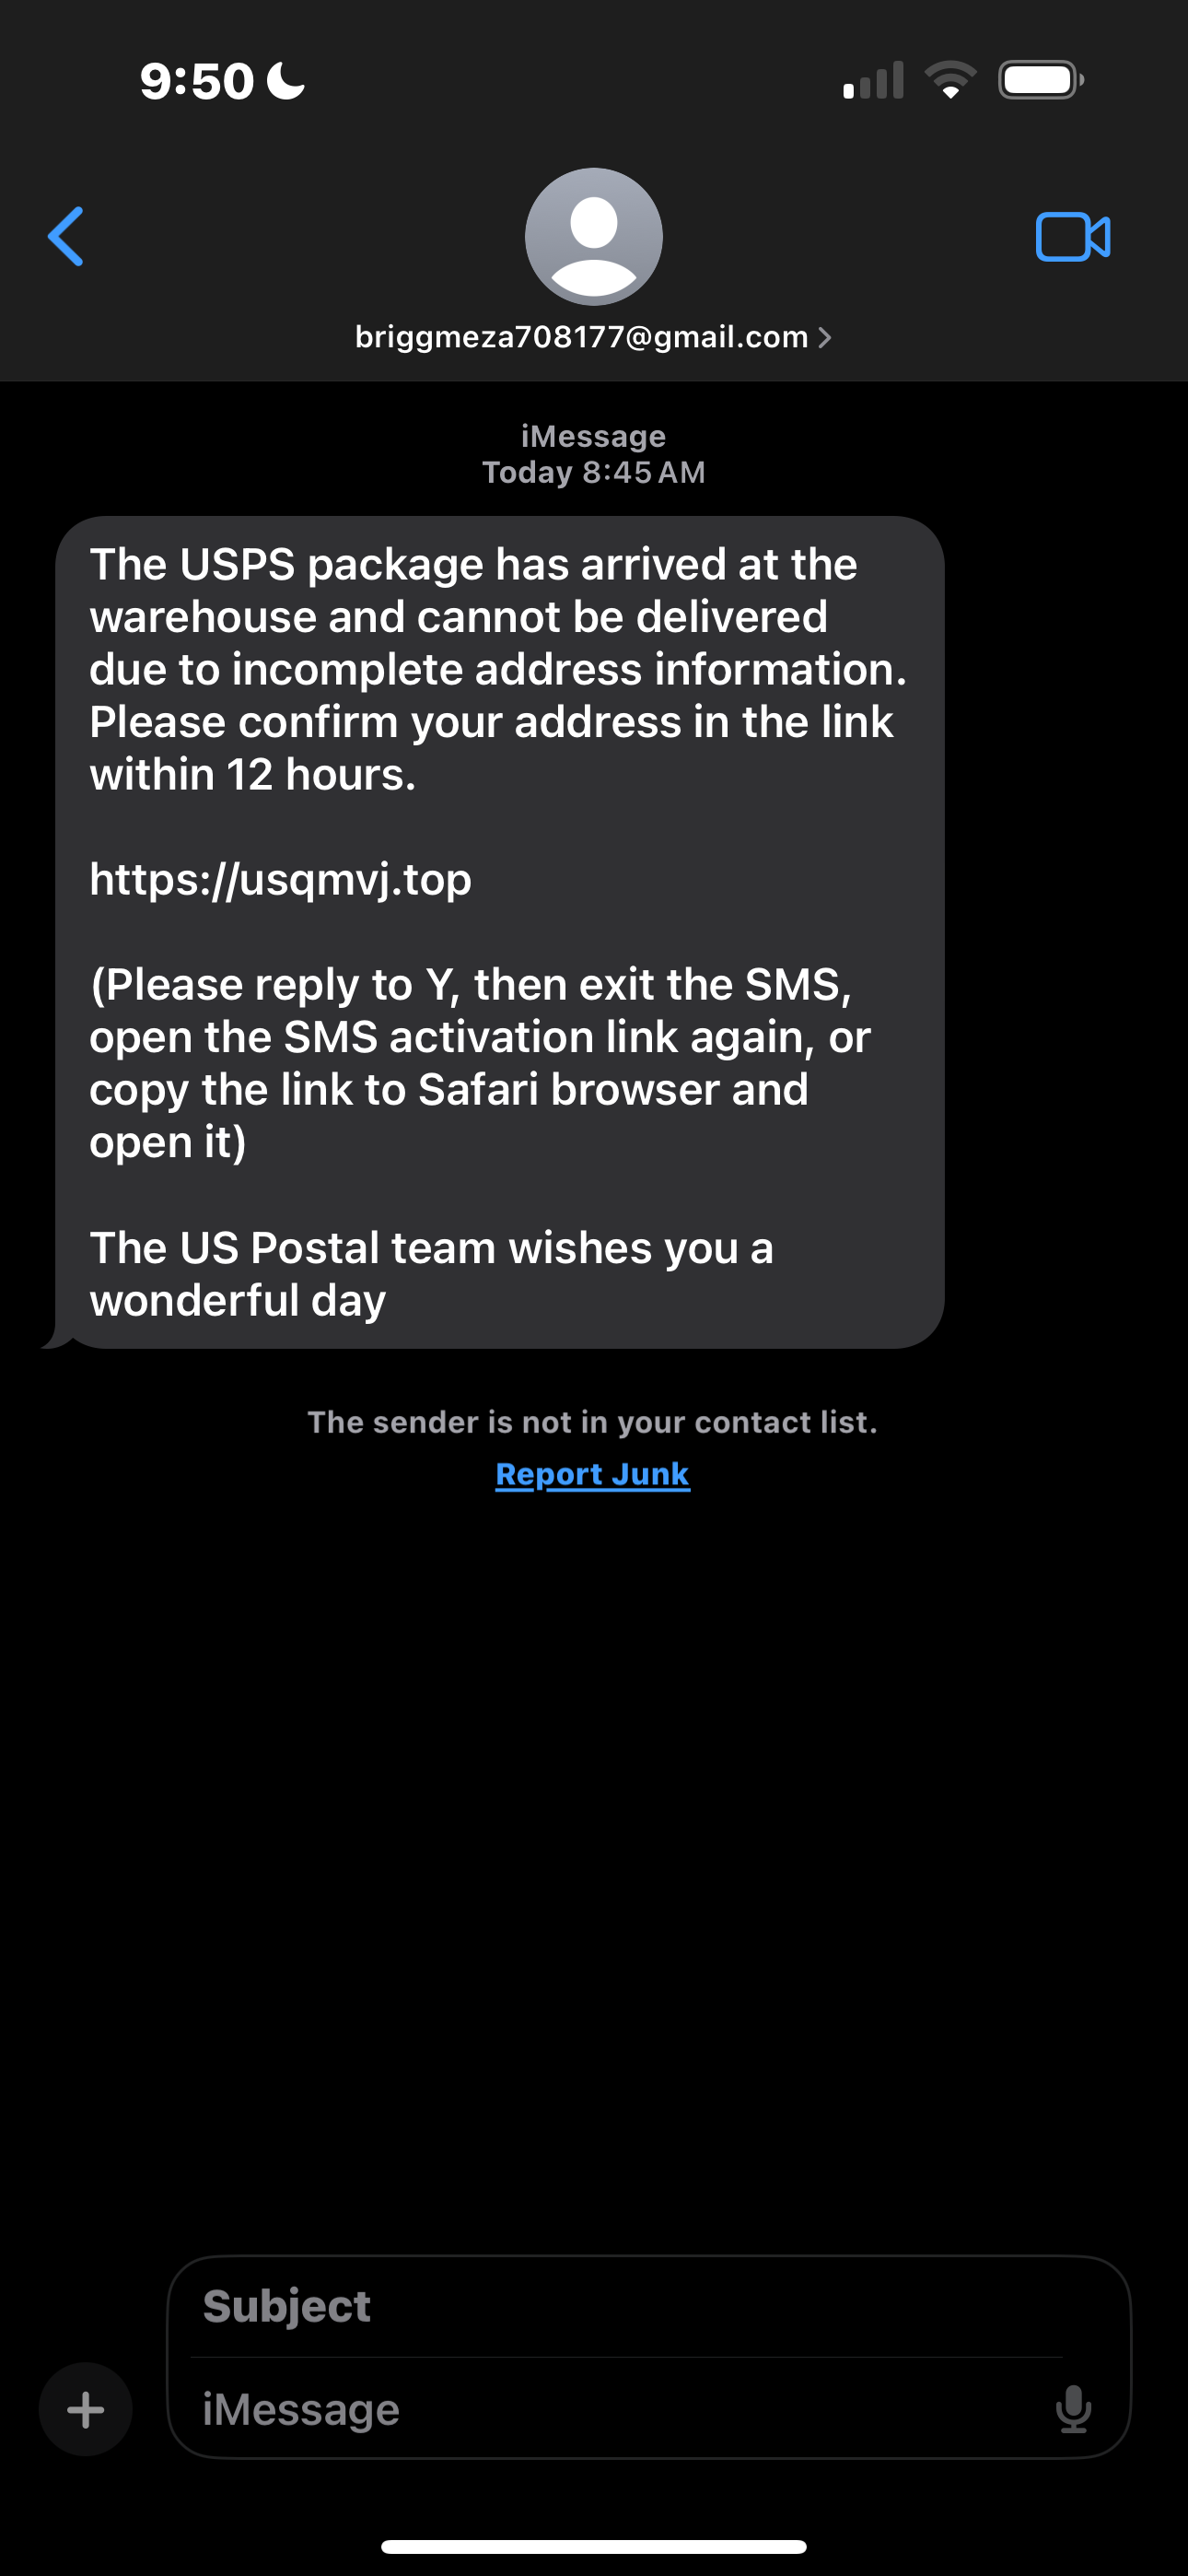 9:50
briggmeza708177@gmail.com
iMessage
Today 8:45 AM
The USPS package has arrived at the
warehouse and cannot be delivered
due to incomplete address information.
Please confirm your address in the link
within 12 hours.
https://usqmvj.top
(Please reply to Y, then exit the SMS,
open the SMS activation link again, or
copy the link to Safari browser and
open it)
The US Postal team wishes you a
wonderful day
The sender is not in your contact list.
Report Junk
Subject
iMessage